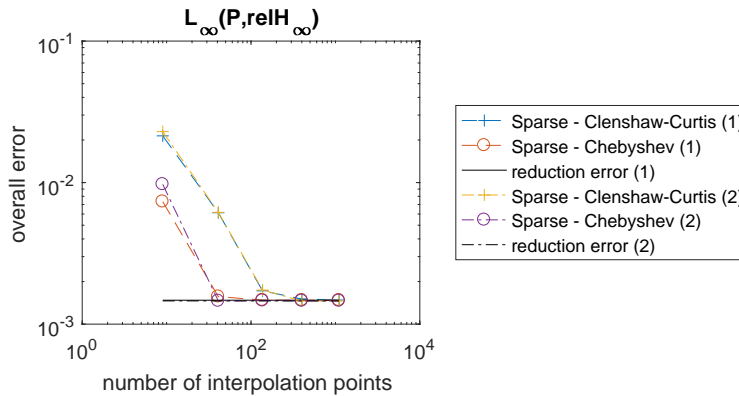 L∞(P,relH∞)
overall error
10^-1
10^-2
10^-3
10^0
10^2
10^4
number of interpolation points
Sparse - Clenshaw-Curtis (1)
Sparse - Chebyshev (1)
reduction error (1)
Sparse - Clenshaw-Curtis (2)
Sparse - Chebyshev (2)
reduction error (2)